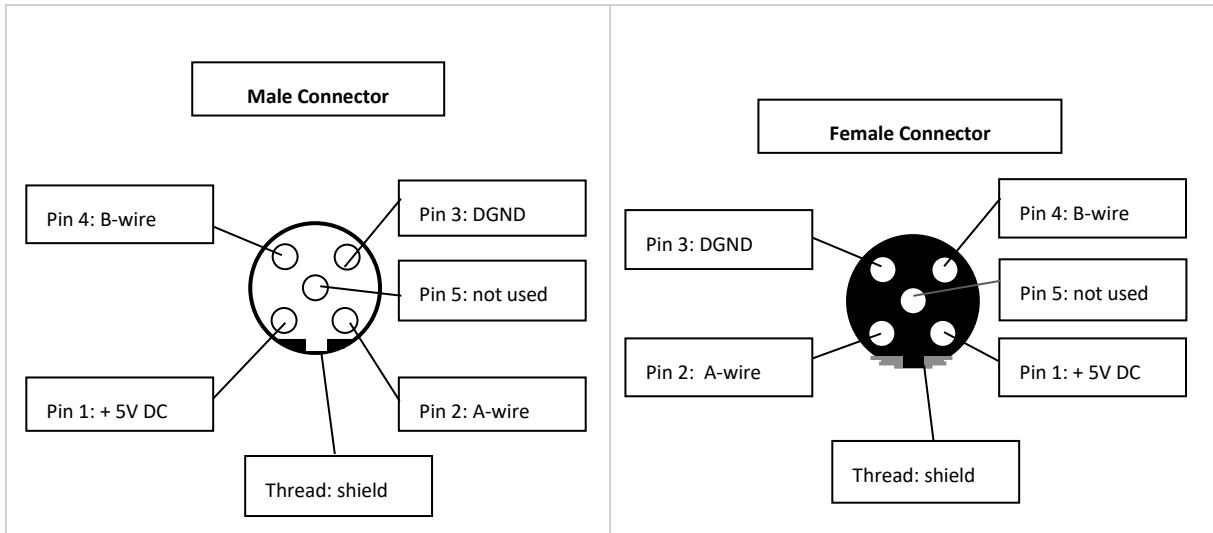 Male Connector
Pin 4: B-wire
Pin 3: DGND
Pin 5: not used
Pin 1: + 5V DC
Pin 2: A-wire
Thread: shield
Female Connector
Pin 3: DGND
Pin 4: B-wire
Pin 5: not used
Pin 2: A-wire
Pin 1: + 5V DC
Thread: shield